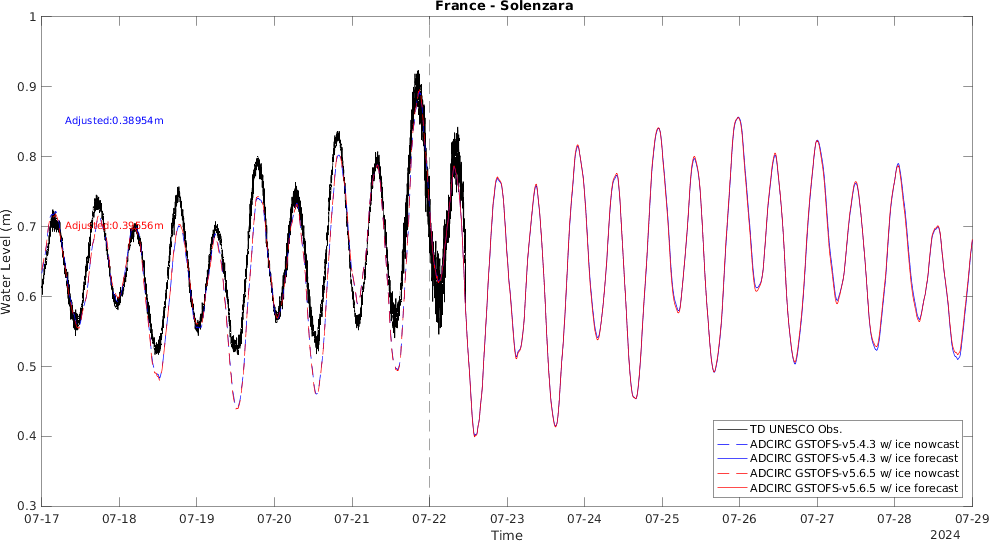 France - Solenzara
Water Level (m)
1
0.9
0.8
0.7
0.6
0.5
0.4
0.3
Adjusted:0.38954m
Adjusted:0.39556m
TD UNESCO Obs.
ADCIRC GSTOFS-v5.4.3 w/ ice nowcast
ADCIRC GSTOFS-v5.4.3 w/ ice forecast
ADCIRC GSTOFS-v5.6.5 w/ ice nowcast
ADCIRC GSTOFS-v5.6.5 w/ ice forecast
07-17 07-18 07-19 07-20 07-21 07-22 07-23 07-24 07-25 07-26 07-27 07-28 07-29
Time
2024